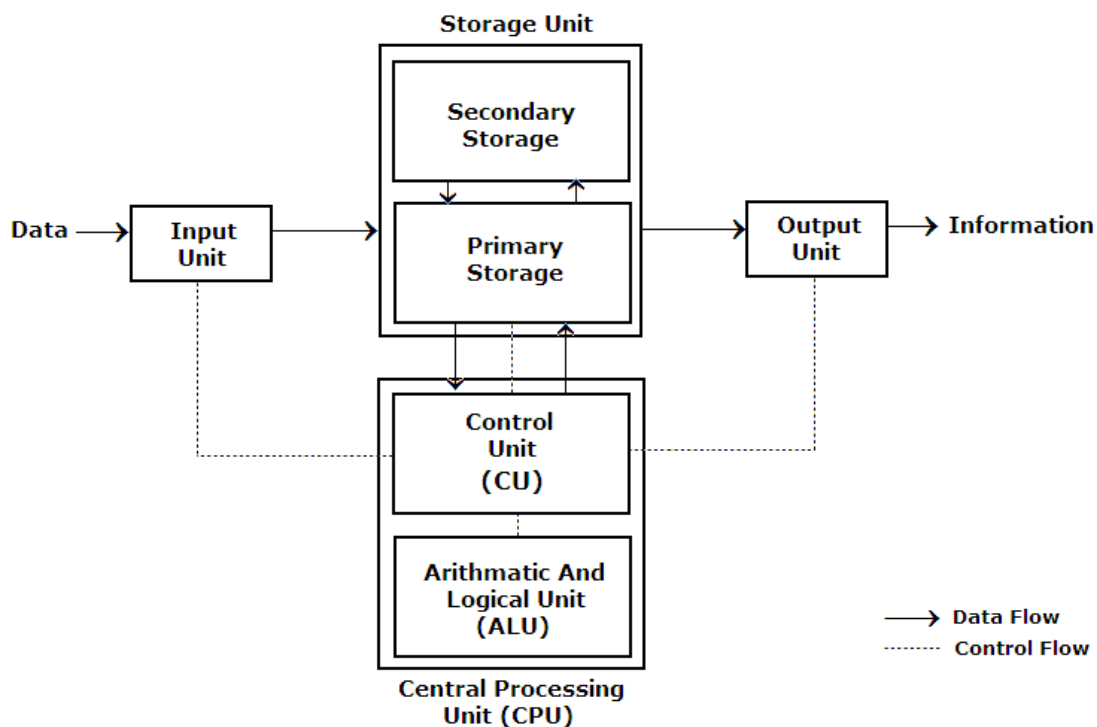 Storage Unit
Secondary
Storage
Data
Input
Unit
Primary
Storage
Output
Unit
Information
Control
Unit
(CU)
Arithmatic And
Logical Unit
(ALU)
Data Flow
Control Flow
Central Processing
Unit (CPU)